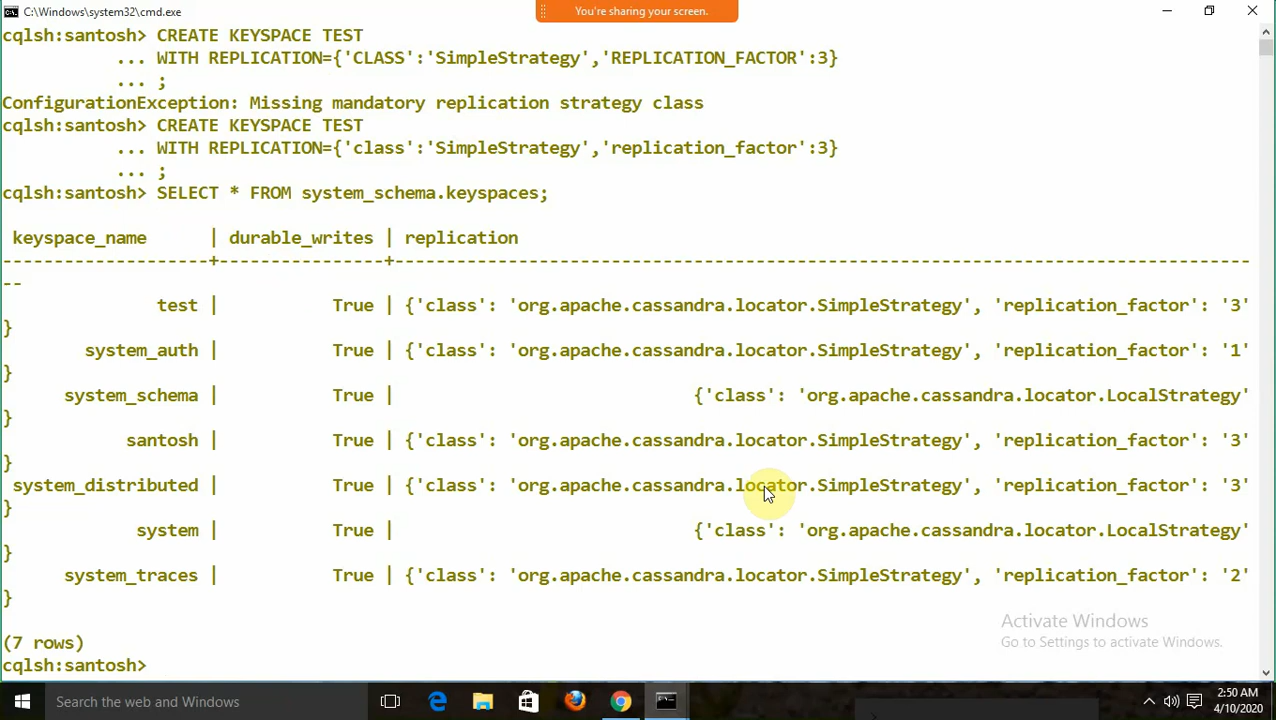 C:\Windows\system32\cmd.exe
You're sharing your screen.
cqlsh:santosh> CREATE KEYSPACE TEST
... WITH REPLICATION={'CLASS':'SimpleStrategy','REPLICATION_FACTOR':3}
... ;
ConfigurationException: Missing mandatory replication strategy class
cqlsh:santosh> CREATE KEYSPACE TEST
... WITH REPLICATION={'class':'SimpleStrategy','replication_factor':3}
... ;
cqlsh:santosh> SELECT * FROM system_schema.keyspaces;
keyspace_name | durable_writes | replication
--------------------+----------------+-----------------------------------------------------------------------------------
--
test | True | {'class': 'org.apache.cassandra.locator.SimpleStrategy', 'replication_factor': '3'
}
system_auth | True | {'class': 'org.apache.cassandra.locator.SimpleStrategy', 'replication_factor': '1'
}
system_schema | True | {'class': 'org.apache.cassandra.locator.LocalStrategy'
}
santosh | True | {'class': 'org.apache.cassandra.locator.SimpleStrategy', 'replication_factor': '3'
}
system_distributed | True | {'class': 'org.apache.cassandra.locator.SimpleStrategy', 'replication_factor': '3'
}
system | True | {'class': 'org.apache.cassandra.locator.LocalStrategy'
}
system_traces | True | {'class': 'org.apache.cassandra.locator.SimpleStrategy', 'replication_factor': '2'
}
(7 rows)
cqlsh:santosh>
Activate Windows
Go to Settings to activate Windows.
Search the web and Windows
2:50 AM
4/10/2020